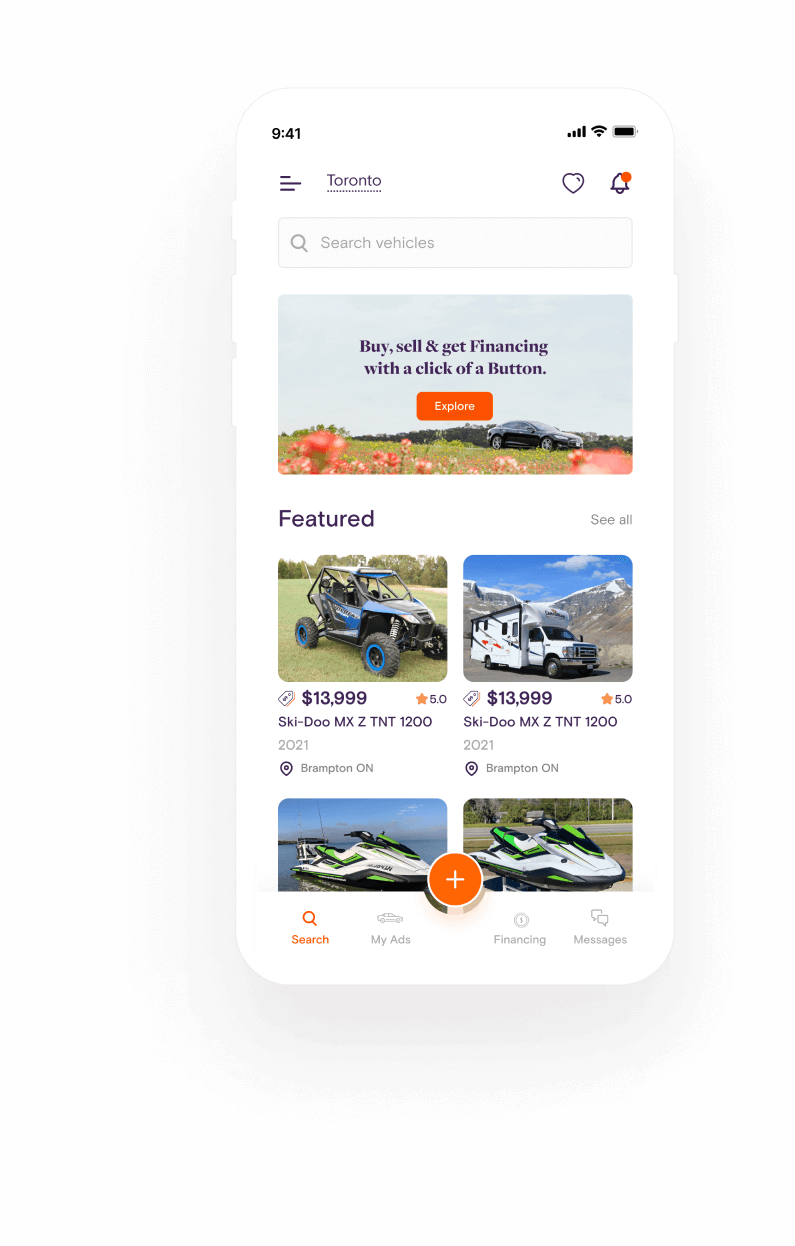 9:41
Toronto
Search vehicles
Buy, sell & get Financing
with a click of a Button.
Explore
Featured
See all
$13,999
5.0
$13,999
5.0
Ski-Doo MX Z TNT 1200
Ski-Doo MX Z TNT 1200
2021
2021
Brampton ON
Brampton ON
Search
My Ads
Financing
Messages